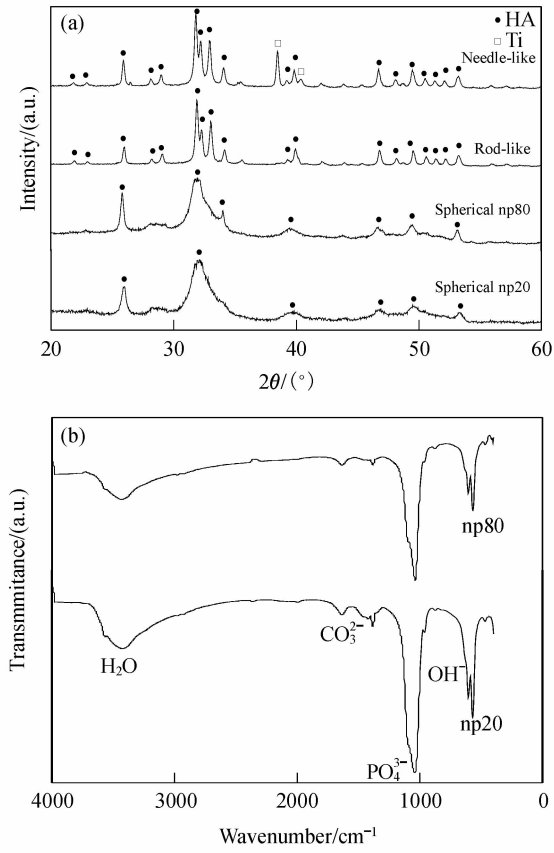 (a)
● HA
□ Ti
Needle-like
Rod-like
Spherical np80
Spherical np20
Intensity/(a.u.)
20 30 40 50 60
2θ/(°)
(b)
np80
CO₃²⁻
H₂O
OH⁻
np20
PO₄³⁻
Transmmitance/(a.u.)
4000 3000 2000 1000 0
Wavenumber/cm⁻¹